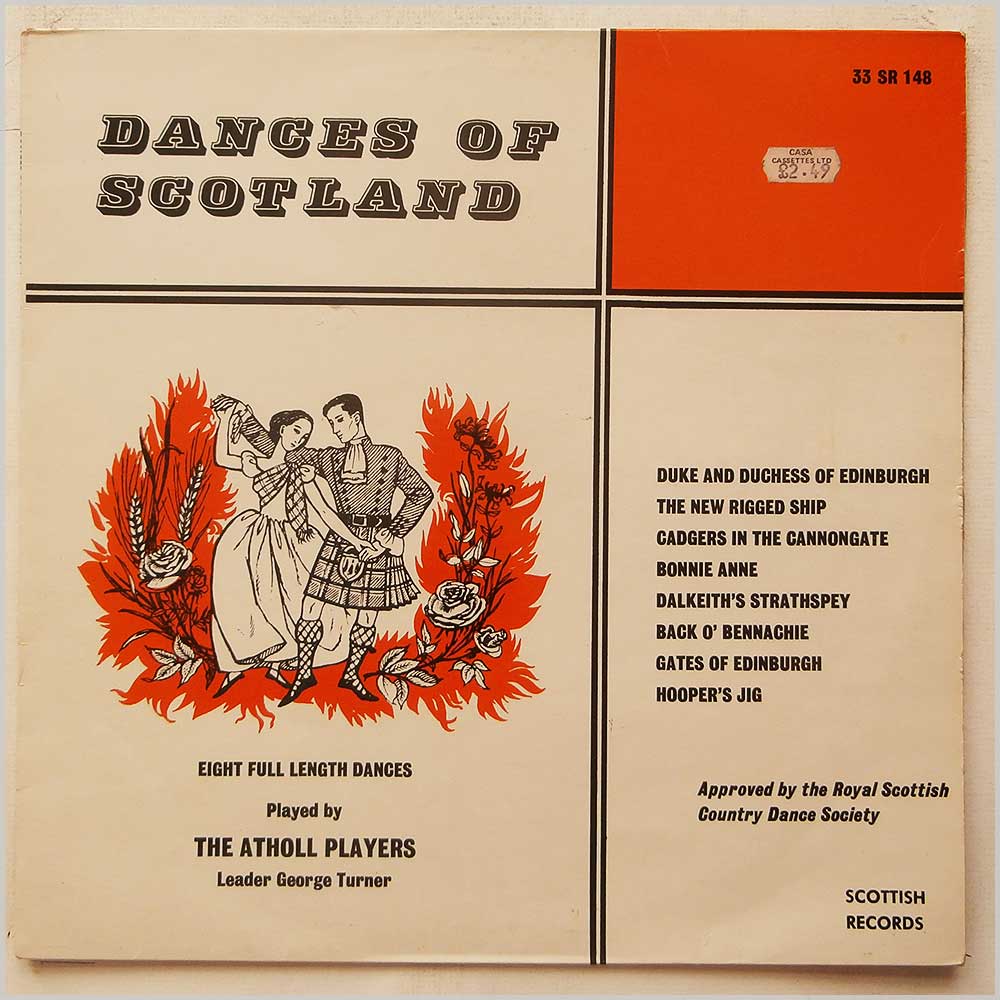 DANCES OF
SCOTLAND
33 SR 148
CASA
CASSETTES LTD
£2.49
DUKE AND DUCHESS OF EDINBURGH
THE NEW RIGGED SHIP
CADGERS IN THE CANNONGATE
BONNIE ANNE
DALKEITH'S STRATHSPEY
BACK O' BENNACHIE
GATES OF EDINBURGH
HOOPER'S JIG
EIGHT FULL LENGTH DANCES
Played by
THE ATHOLL PLAYERS
Leader George Turner
Approved by the Royal Scottish
Country Dance Society
SCOTTISH
RECORDS